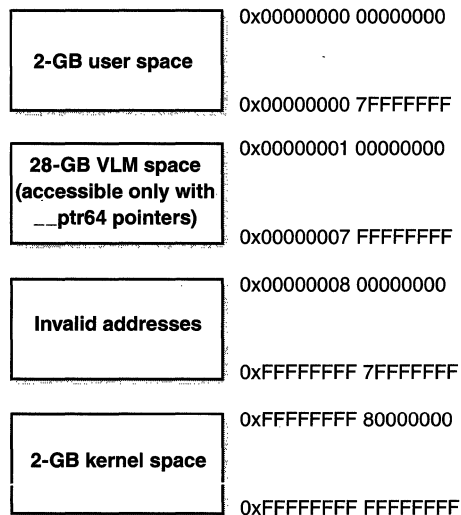 0x00000000 00000000
2-GB user space
0x00000000 7FFFFFFF
0x00000001 00000000
28-GB VLM space
(accessible only with
__ptr64 pointers)
0x00000007 FFFFFFFF
0x00000008 00000000
Invalid addresses
0xFFFFFFFF 7FFFFFFF
0xFFFFFFFF 80000000
2-GB kernel space
0xFFFFFFFF FFFFFFFF